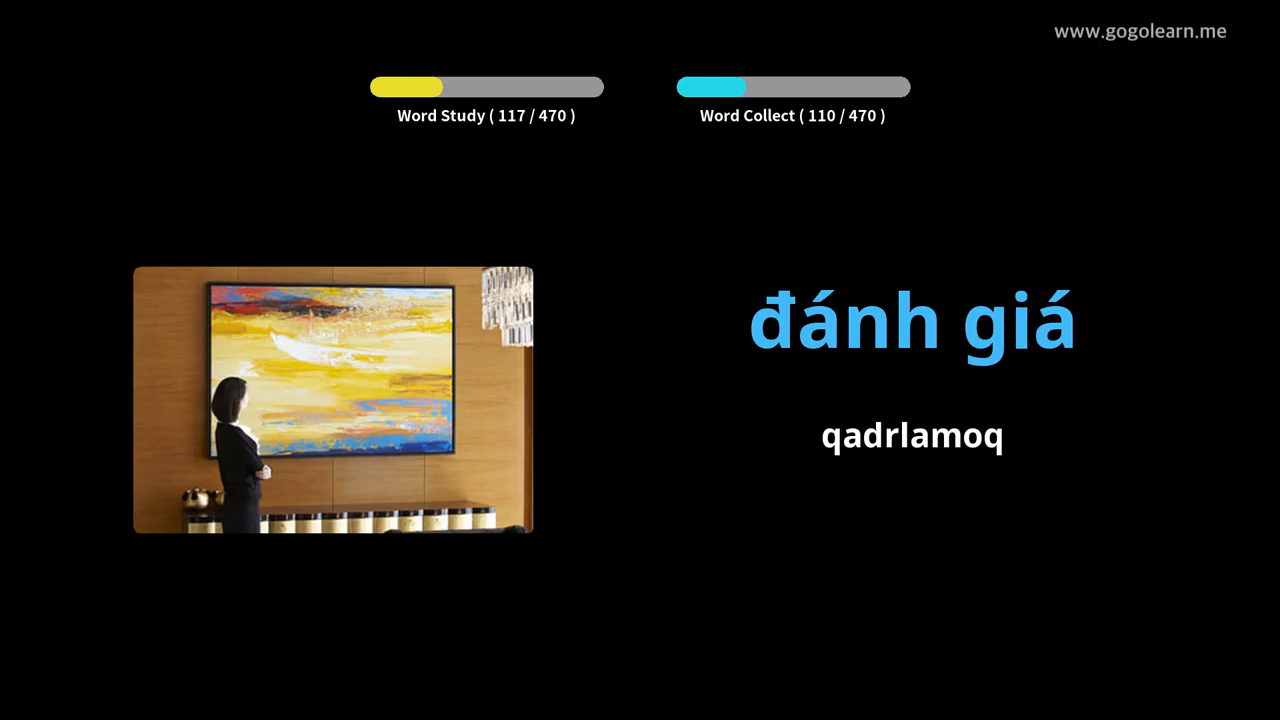 www.gogolearn.me
Word Study ( 117 / 470 )
Word Collect ( 110 / 470 )
đánh giá
qadrlamoq